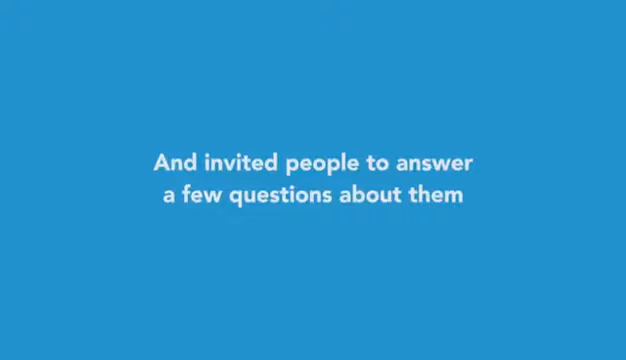 And invited people to answer
a few questions about them